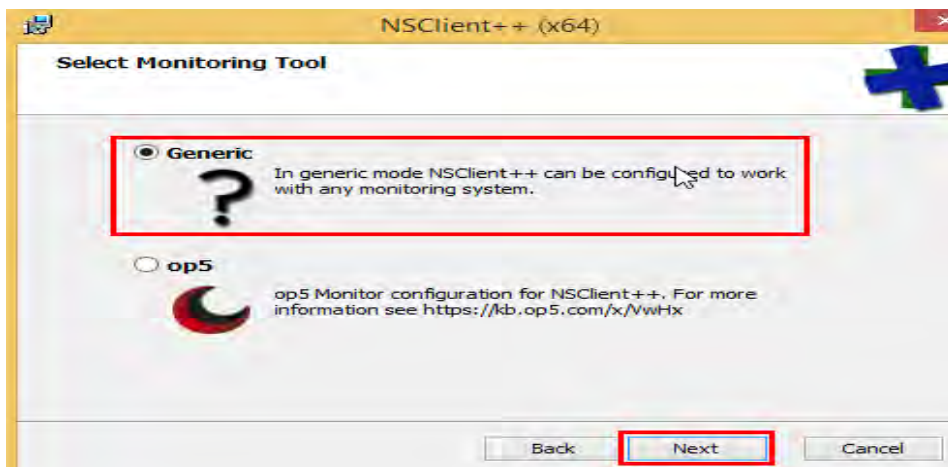 NSClient++ (x64)
Select Monitoring Tool
Generic
In generic mode NSClient++ can be configured to work
with any monitoring system.
op5
op5 Monitor configuration for NSClient++. For more
information see https://kb.op5.com/x/VwHx
Back Next Cancel